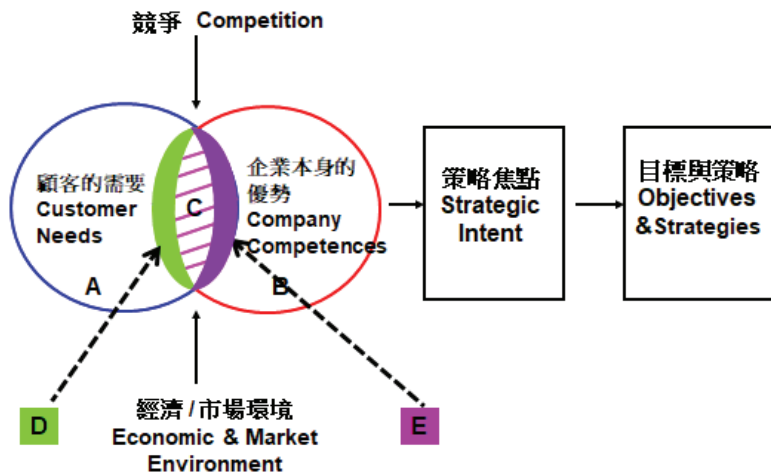 競爭 Competition
顧客的需要
Customer
Needs
A
C
企業本身的
優勢
Company
Competences
B
策略焦點
Strategic
Intent
目標與策略
Objectives
&Strategies
D
經濟 / 市場環境
Economic & Market
Environment
E